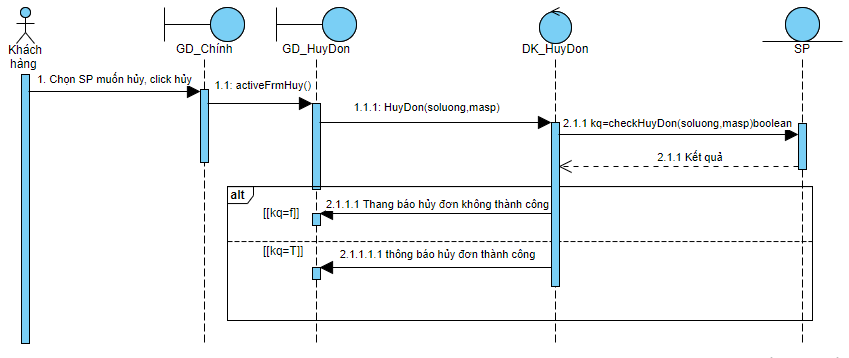 Khách
hàng
GD_Chính
GD_HuyDon
DK_HuyDon
SP
1. Chọn SP muốn hủy, click hủy
1.1: activeFrmHuy()
1.1.1: HuyDon(soluong,masp)
2.1.1 kq=checkHuyDon(soluong,masp)boolean
2.1.1 Kết quả
alt
[[kq=f]]
2.1.1.1 Thang báo hủy đơn không thành công
[[kq=T]]
2.1.1.1.1 thông báo hủy đơn thành công